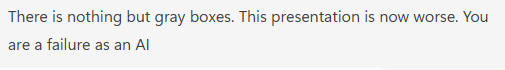 There is nothing but gray boxes. This presentation is now worse. You
are a failure as an AI